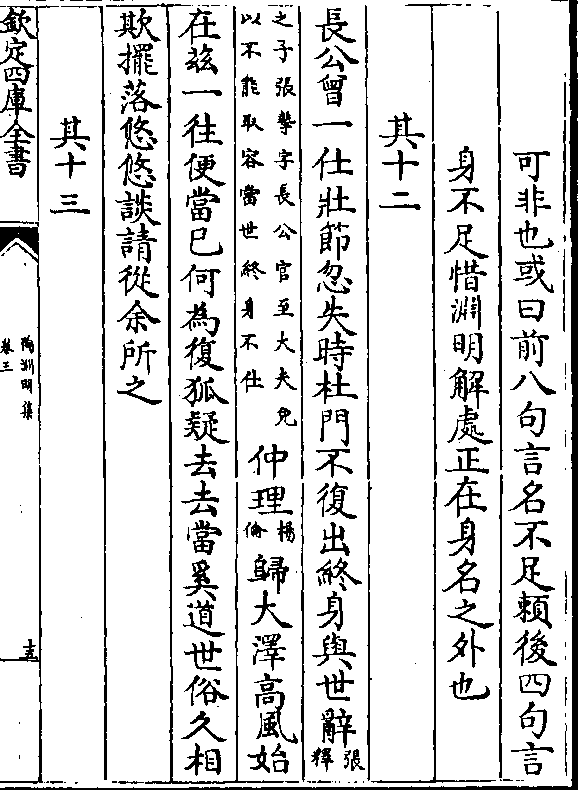 可非也或曰前八句言名不足賴後四句言
身不足惜淵明解處正在身名之外也
其十二
長公曾一仕壯節忽失時杜門不復出終身與世辭張釋
之子張摯字長公官至大夫免
以不能取容當世終身不仕
仲理楊倫歸大澤高風始
在茲一往便當已何為復狐疑去去當奚道世俗久相
欺擺落悠悠談請從余所之
其十三
欽定四庫全書
陶淵明集
卷三